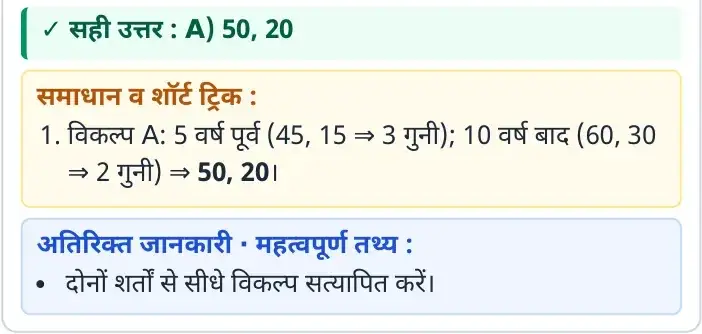 ✓ सही उत्तर : A) 50, 20
समाधान व शॉर्ट ट्रिक :
1. विकल्प A: 5 वर्ष पूर्व (45, 15 ⇒ 3 गुनी); 10 वर्ष बाद (60, 30
⇒ 2 गुनी) ⇒ 50, 20।
अतिरिक्त जानकारी · महत्वपूर्ण तथ्य :
• दोनों शर्तों से सीधे विकल्प सत्यापित करें।